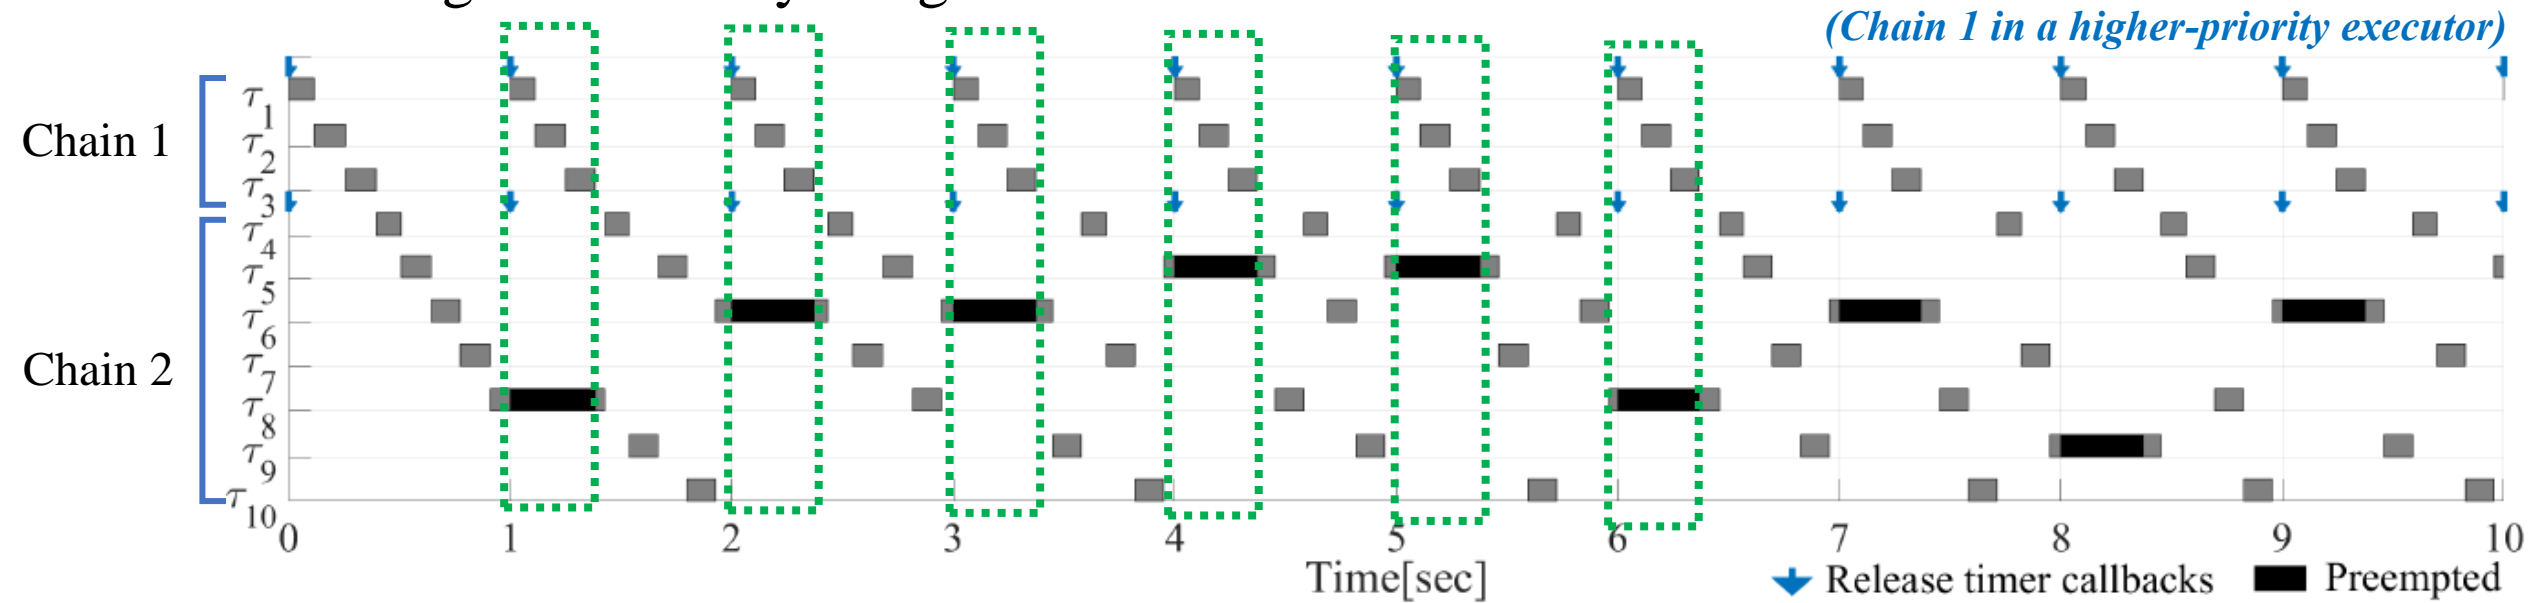 (Chain 1 in a higher-priority executor)
Chain 1
τ1
τ2
τ3
Chain 2
τ4
τ5
τ6
τ7
τ8
τ9
τ10
0 1 2 3 4 5 6 7 8 9 10
Time[sec]
Release timer callbacks
Preempted